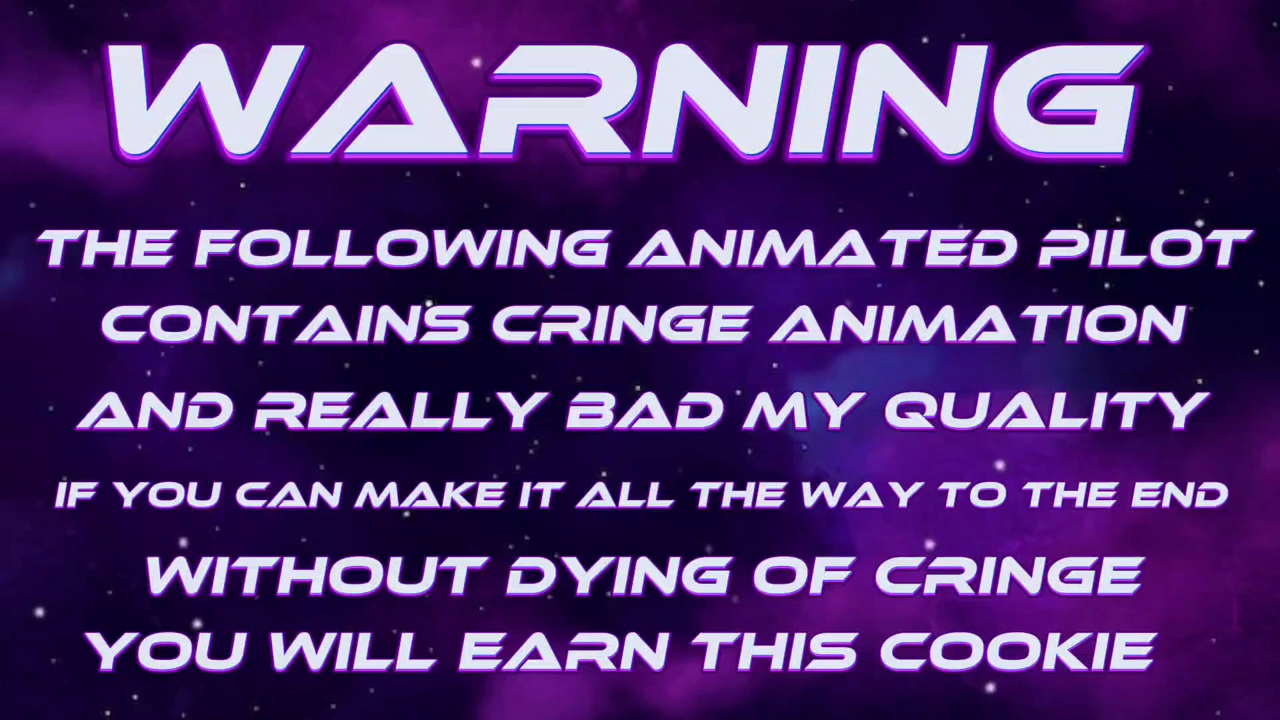 WARNING
THE FOLLOWING ANIMATED PILOT
CONTAINS CRINGE ANIMATION
AND REALLY BAD MY QUALITY
IF YOU CAN MAKE IT ALL THE WAY TO THE END
WITHOUT DYING OF CRINGE
YOU WILL EARN THIS COOKIE